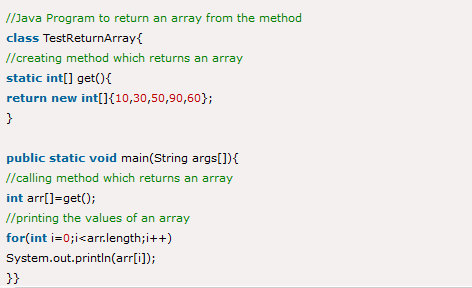 //Java Program to return an array from the method
class TestReturnArray{
//creating method which returns an array
static int[] get(){
return new int[]{10,30,50,90,60};
}
public static void main(String args[]){
//calling method which returns an array
int arr[]=get();
//printing the values of an array
for(int i=0;i<arr.length;i++)
System.out.println(arr[i]);
}}